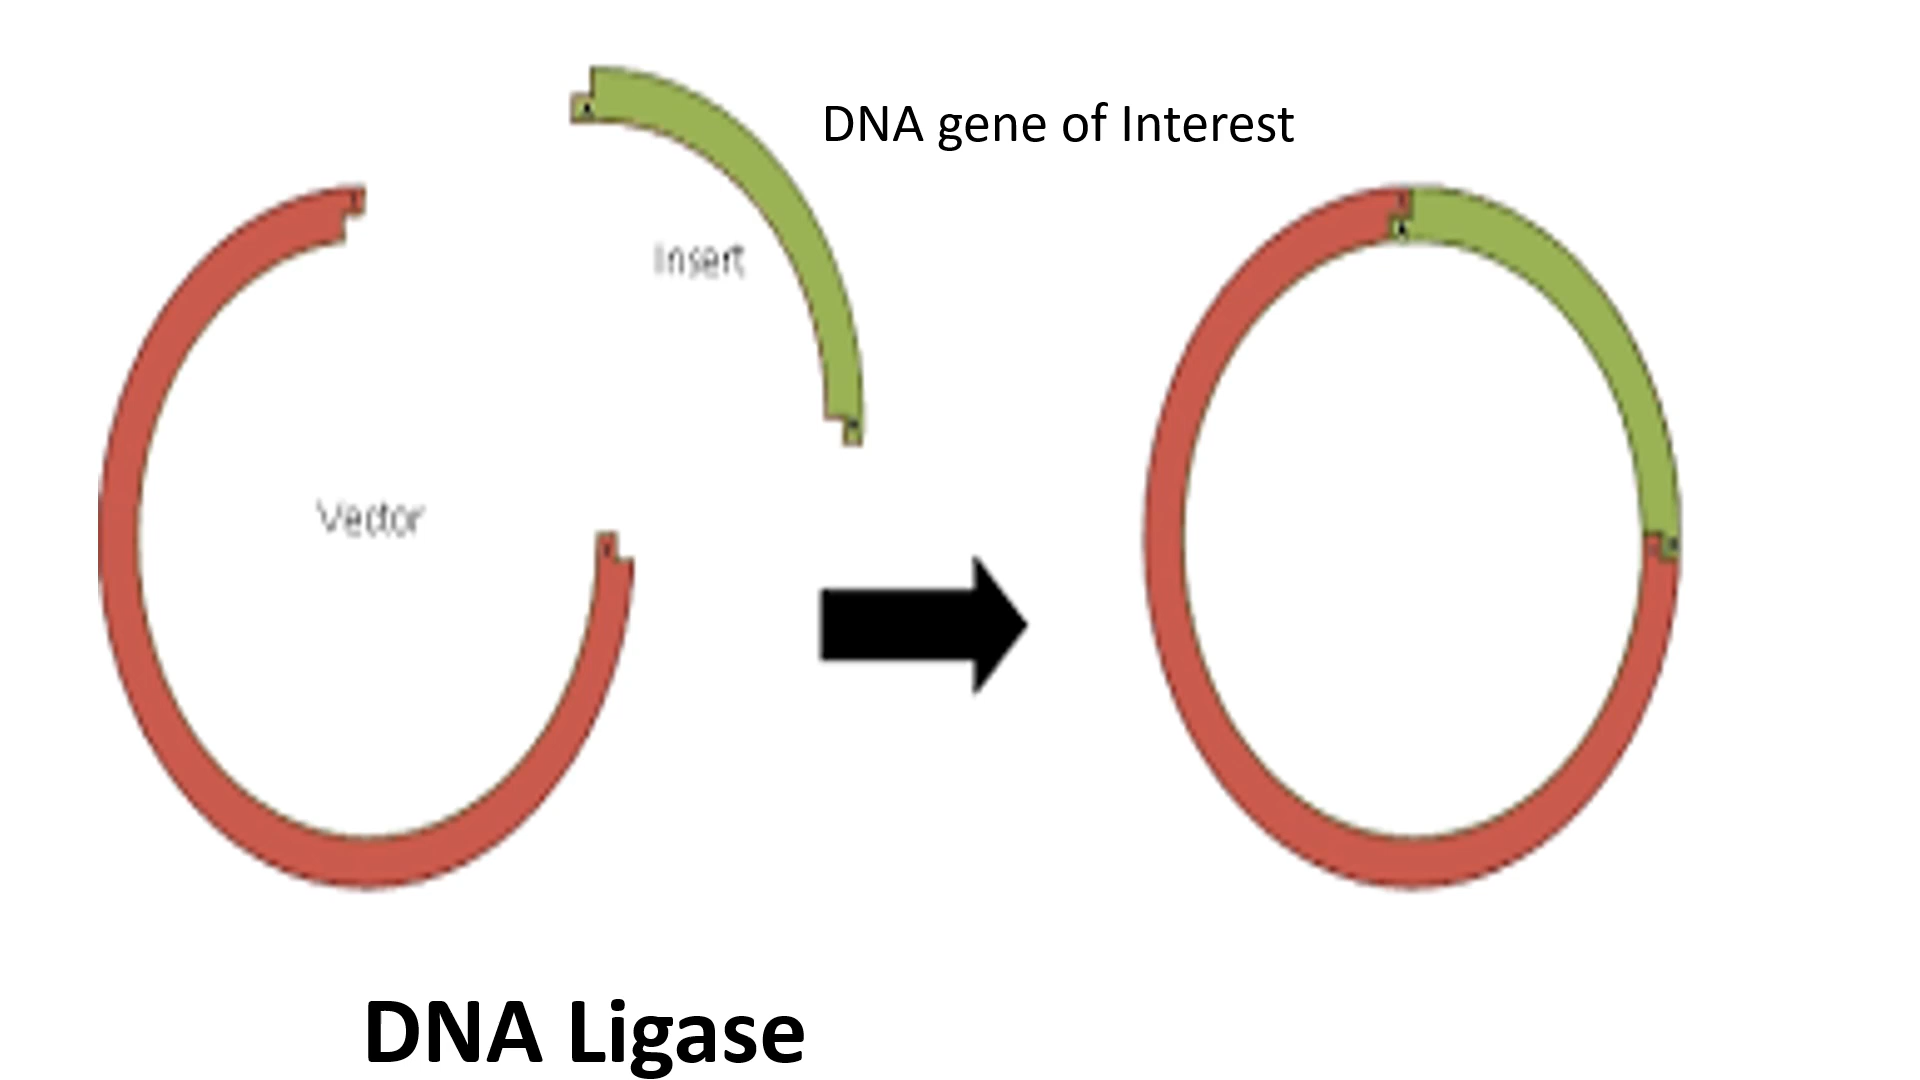 DNA gene of Interest
Insert
Vector
DNA Ligase